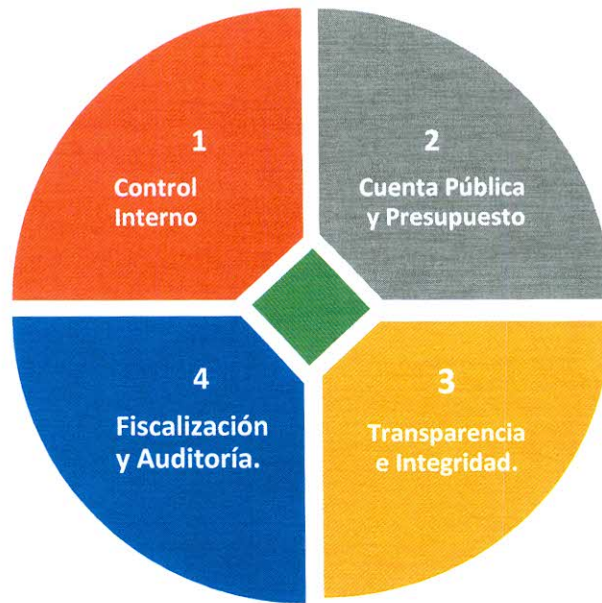 1
Control
Interno
2
Cuenta Pública
y Presupuesto
3
Transparencia
e Integridad.
4
Fiscalización
y Auditoría.